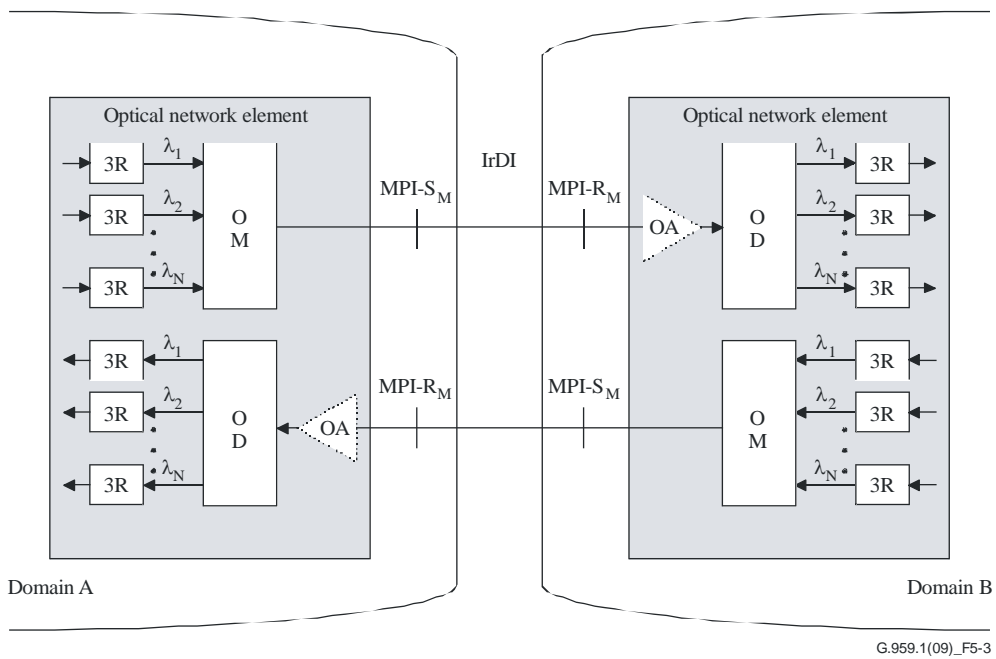 Optical network element
3R λ1
3R λ2
3R λN
O
M
MPI-SM
IrDI
MPI-RM
OA
Optical network element
O
D
λ1 3R
λ2 3R
λN 3R
3R λ1
3R λ2
3R λN
O
D
OA
MPI-RM
MPI-SM
O
M
λ1 3R
λ2 3R
λN 3R
Domain A
Domain B
G.959.1(09)_F5-3